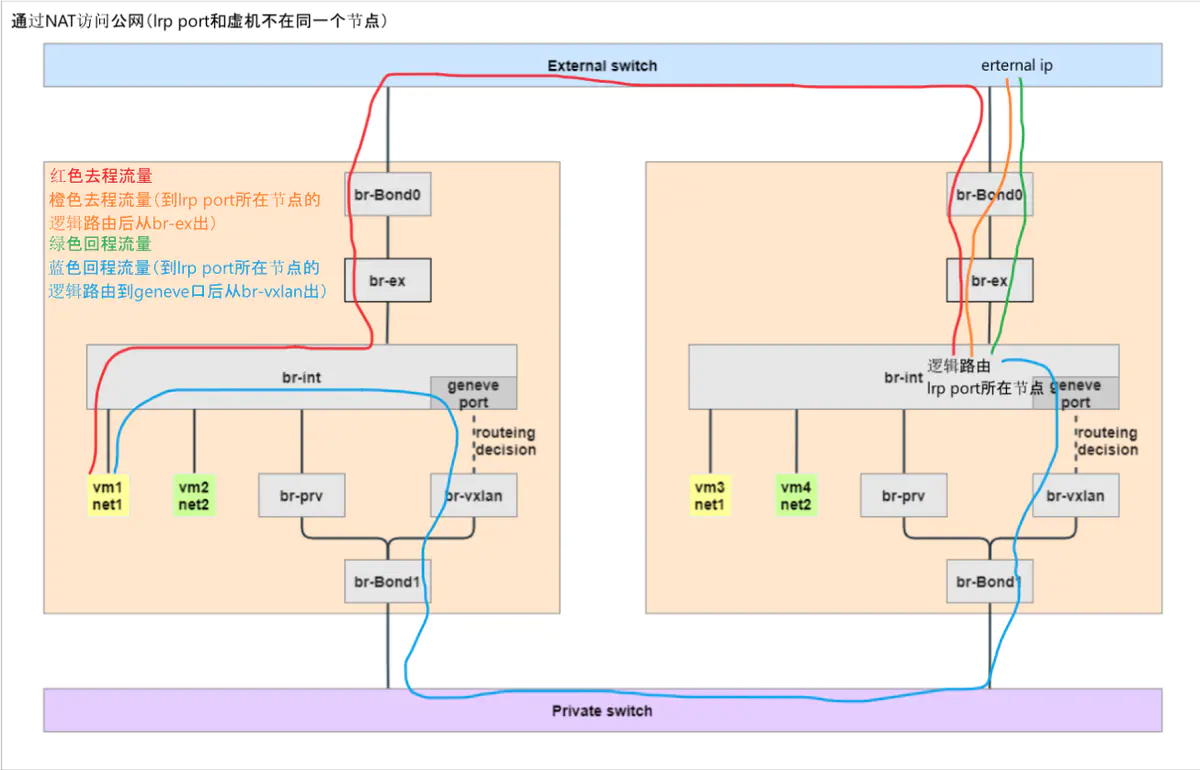 通过NAT访问公网(lrp port和虚机不在同一个节点)
External switch
erternal ip
红色去程流量
橙色去程流量(到lrp port所在节点的
逻辑路由后从br-ex出)
绿色回程流量
蓝色回程流量(到lrp port所在节点的
逻辑路由到geneve口后从br-vxlan出)
br-Bond0
br-ex
br-int
geneve
port
routeing
decision
vm1
net1
vm2
net2
br-prv
br-vxlan
br-Bond1
br-Bond0
br-ex
br-int
逻辑路由
lrp port所在节点
geneve
port
routeing
decision
vm3
net1
vm4
net2
br-prv
br-vxlan
br-Bond1
Private switch